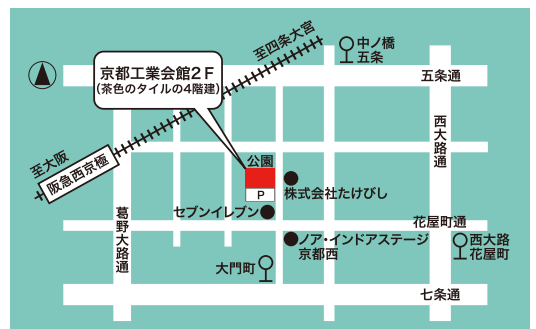 至四条大宮
中ノ橋
五条
京都工業会館2F
(茶色のタイルの4階建)
五条通
西大路通
至大阪
阪急西京極
公園
P
株式会社たけびし
セブンイレブン
葛野大路通
花屋町通
ノア・インドアステージ
京都西
西大路
花屋町
大門町
七条通